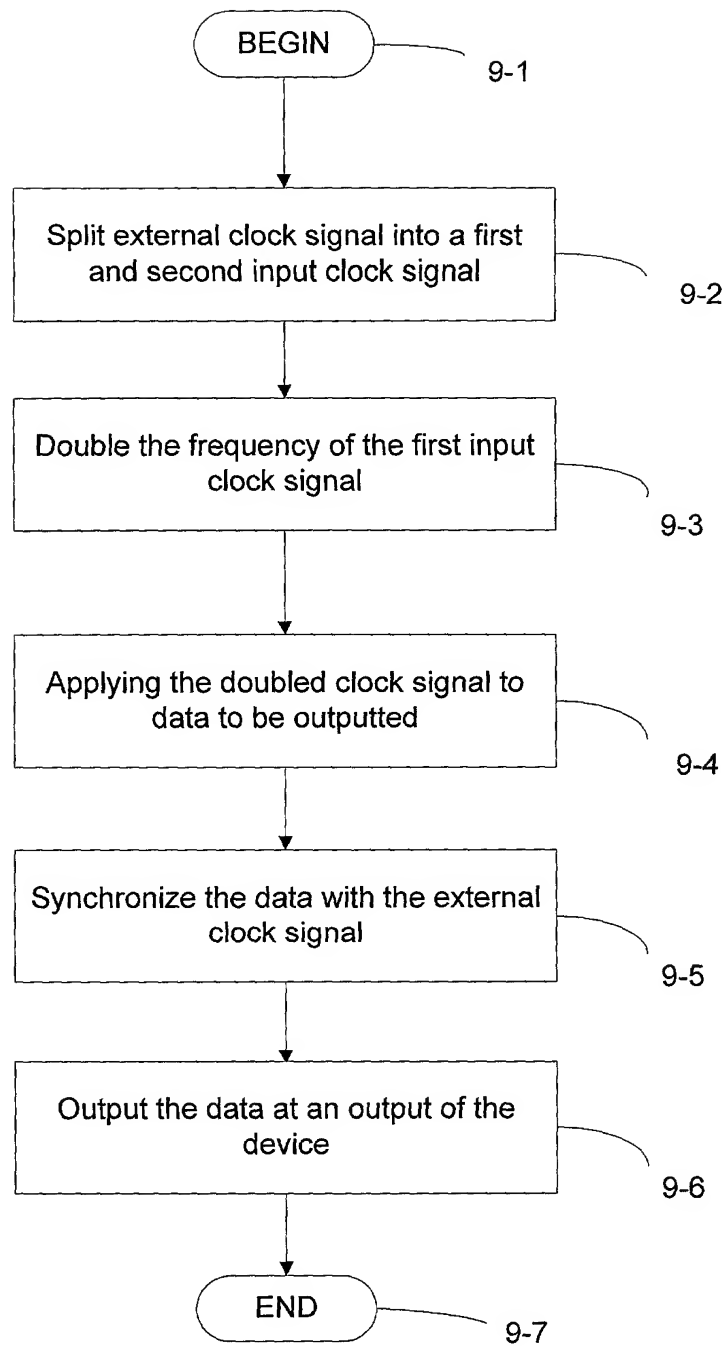 BEGIN
9-1
Split external clock signal into a first
and second input clock signal
9-2
Double the frequency of the first input
clock signal
9-3
Applying the doubled clock signal to
data to be outputted
9-4
Synchronize the data with the external
clock signal
9-5
Output the data at an output of the
device
9-6
END
9-7